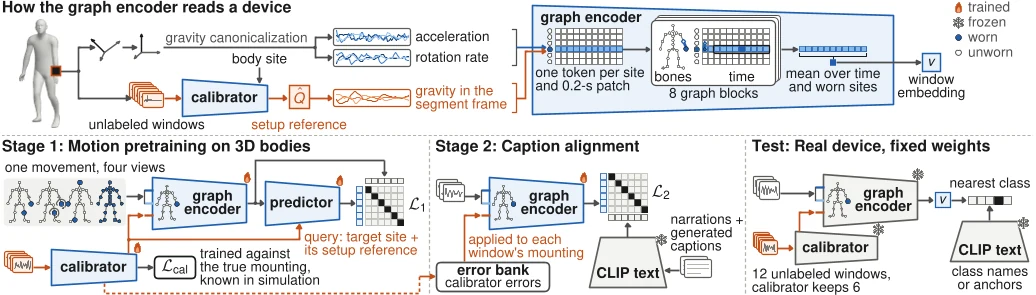 How the graph encoder reads a device
gravity canonicalization
body site
acceleration
rotation rate
unlabeled windows
calibrator
Q̂
setup reference
gravity in the
segment frame
graph encoder
one token per site
and 0.2-s patch
bones
time
8 graph blocks
mean over time
and worn sites
v
window
embedding
trained
frozen
worn
unworn
Stage 1: Motion pretraining on 3D bodies
one movement, four views
graph
encoder
predictor
ℒ1
query: target site +
its setup reference
calibrator
ℒcal
trained against
the true mounting,
known in simulation
Stage 2: Caption alignment
graph
encoder
ℒ2
applied to each
window's mounting
error bank
calibrator errors
narrations +
generated
captions
CLIP text
Test: Real device, fixed weights
graph
encoder
v
nearest class
calibrator
12 unlabeled windows,
calibrator keeps 6
CLIP text
class names
or anchors